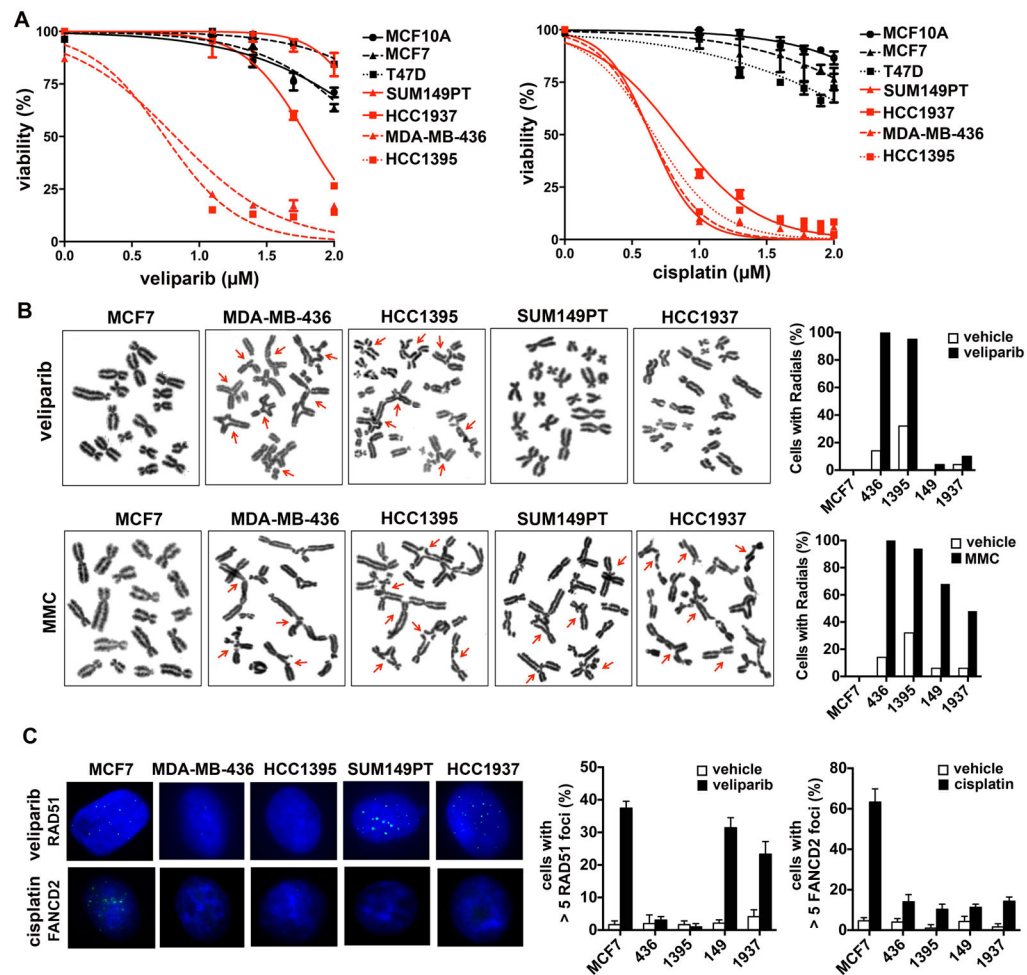 A
viability (%)
100
75
50
25
0
0.0 0.5 1.0 1.5 2.0
veliparib (µM)
MCF10A
MCF7
T47D
SUM149PT
HCC1937
MDA-MB-436
HCC1395
viability (%)
100
75
50
25
0
0.0 0.5 1.0 1.5 2.0
cisplatin (µM)
MCF10A
MCF7
T47D
SUM149PT
HCC1937
MDA-MB-436
HCC1395
B
MCF7 MDA-MB-436 HCC1395 SUM149PT HCC1937
veliparib
Cells with Radials (%)
100
80
60
40
20
0
vehicle
veliparib
MCF7 436 1395 149 1937
MCF7 MDA-MB-436 HCC1395 SUM149PT HCC1937
MMC
Cells with Radials (%)
100
80
60
40
20
0
vehicle
MMC
MCF7 436 1395 149 1937
C
MCF7 MDA-MB-436 HCC1395 SUM149PT HCC1937
veliparib
RAD51
cisplatin
FANCD2
cells with
> 5 RAD51 foci (%)
50
40
30
20
10
0
vehicle
veliparib
MCF7 436 1395 149 1937
cells with
> 5 FANCD2 foci (%)
80
60
40
20
0
vehicle
cisplatin
MCF7 436 1395 149 1937